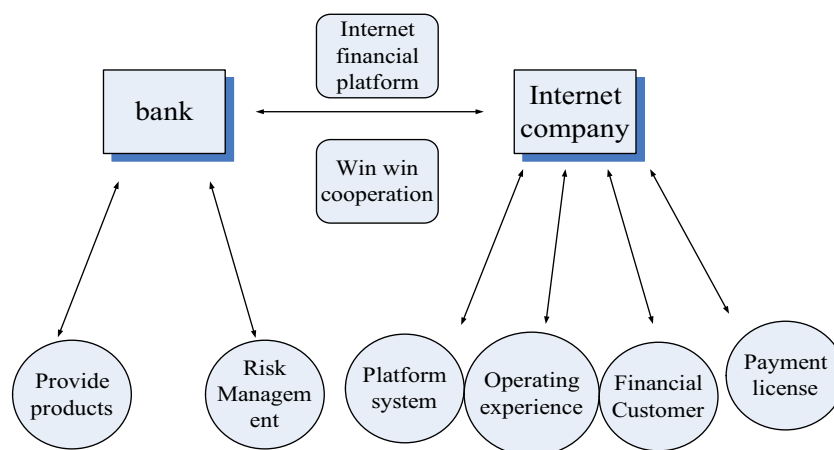 Internet
financial
platform
bank
Internet
company
Win win
cooperation
Provide
products
Risk
Managem
ent
Platform
system
Operating
experience
Financial
Customer
Payment
license